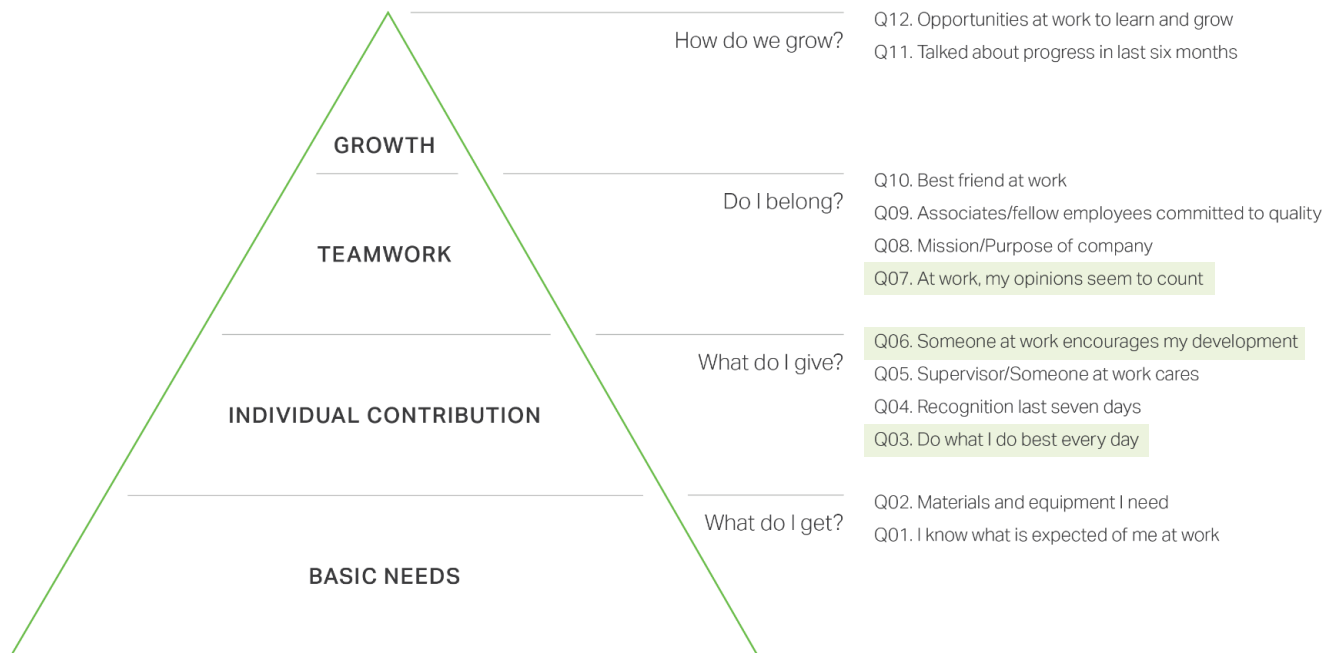 How do we grow?
Q12. Opportunities at work to learn and grow
Q11. Talked about progress in last six months
GROWTH
Do I belong?
Q10. Best friend at work
Q09. Associates/fellow employees committed to quality
Q08. Mission/Purpose of company
Q07. At work, my opinions seem to count
TEAMWORK
What do I give?
Q06. Someone at work encourages my development
Q05. Supervisor/Someone at work cares
Q04. Recognition last seven days
Q03. Do what I do best every day
INDIVIDUAL CONTRIBUTION
What do I get?
Q02. Materials and equipment I need
Q01. I know what is expected of me at work
BASIC NEEDS